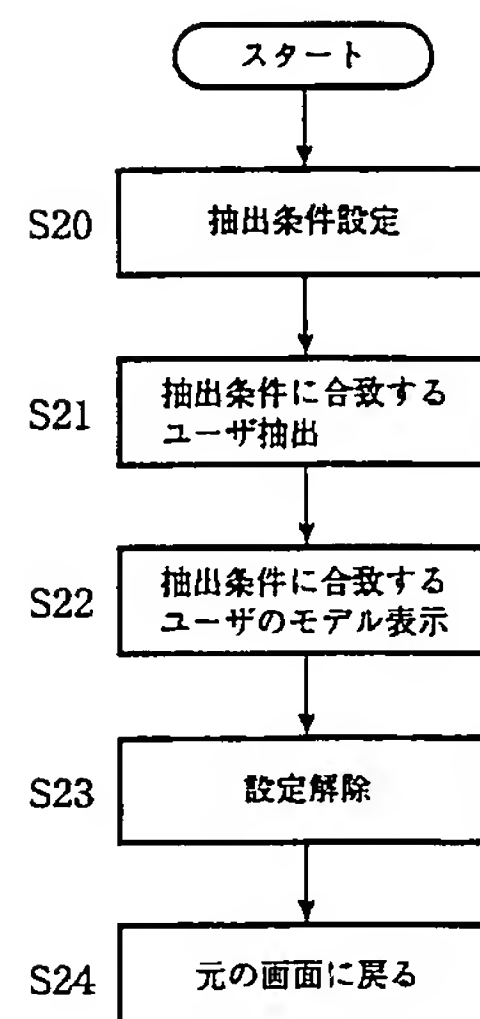 スタート
S20
抽出条件設定
S21
抽出条件に合致する
ユーザ抽出
S22
抽出条件に合致する
ユーザのモデル表示
S23
設定解除
S24
元の画面に戻る